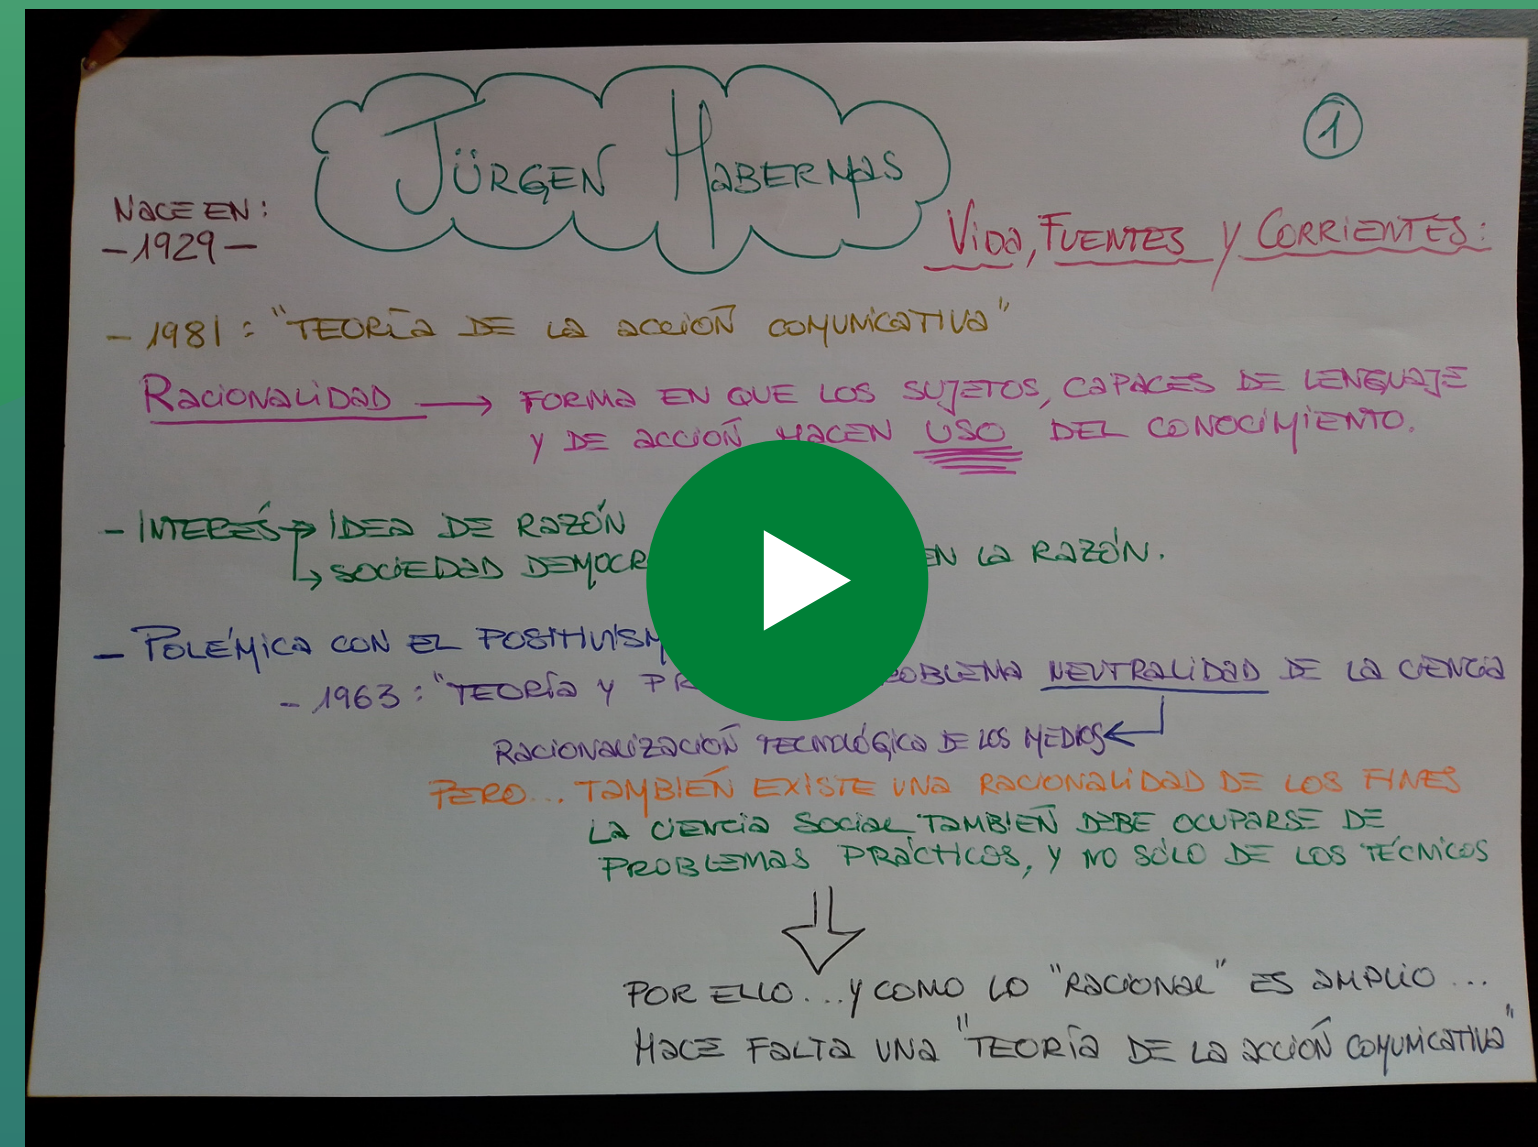 JÜRGEN HABERMAS
1
NACE EN:
-1929-
VIDA, FUENTES Y CORRIENTES:
- 1981: "TEORÍA DE LA ACCIÓN COMUNICATIVA"
RACIONALIDAD → FORMA EN QUE LOS SUJETOS, CAPACES DE LENGUAJE
Y DE ACCIÓN HACEN USO DEL CONOCIMIENTO.
- INTERÉS → IDEA DE RAZÓN
↳ SOCIEDAD EN LA RAZÓN.
- POLÉMICA CON EL
- 1963: "TEORÍA Y NEUTRALIDAD DE LA CIENCIA
RACIONALIZACIÓN TECNOLÓGICA DE LOS MEDIOS ←
PERO... TAMBIÉN EXISTE UNA RACIONALIDAD DE LOS FINES
LA CIENCIA SOCIAL TAMBIÉN DEBE OCUPARSE DE
PROBLEMAS PRÁCTICOS, Y NO SÓLO DE LOS TÉCNICOS
POR ELLO... Y COMO LO "RACIONAL" ES AMPLIO...
HACE FALTA UNA "TEORÍA DE LA ACCIÓN COMUNICATIVA"